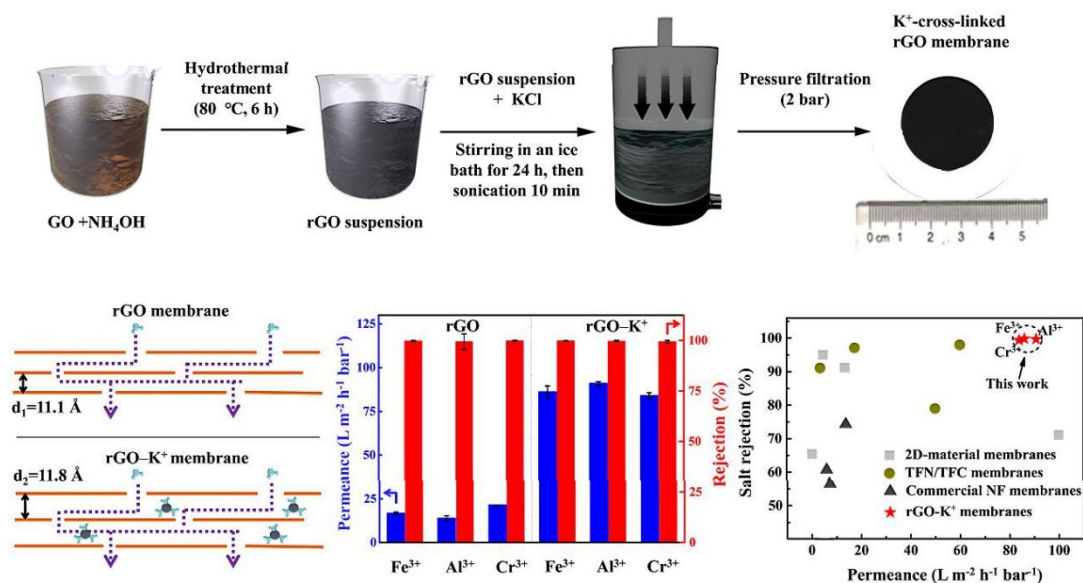 Hydrothermal
treatment
(80 °C, 6 h)
GO +NH₄OH
rGO suspension
rGO suspension
+ KCl
Stirring in an ice
bath for 24 h, then
sonication 10 min
Pressure filtration
(2 bar)
K⁺-cross-linked
rGO membrane
0 cm 1 2 3 4 5
rGO membrane
d₁=11.1 Å
rGO–K⁺ membrane
d₂=11.8 Å
Permeance (L m⁻² h⁻¹ bar⁻¹)
125
100
75
50
25
0
rGO
rGO–K⁺
Fe³⁺ Al³⁺ Cr³⁺ Fe³⁺ Al³⁺ Cr³⁺
100
75
50
25
0
Rejection (%)
Salt rejection (%)
100
90
80
70
60
50
Fe³⁺
Al³⁺
Cr³⁺
This work
2D-material membranes
TFN/TFC membranes
Commercial NF membranes
rGO-K⁺ membranes
0 20 40 60 80 100
Permeance (L m⁻² h⁻¹ bar⁻¹)